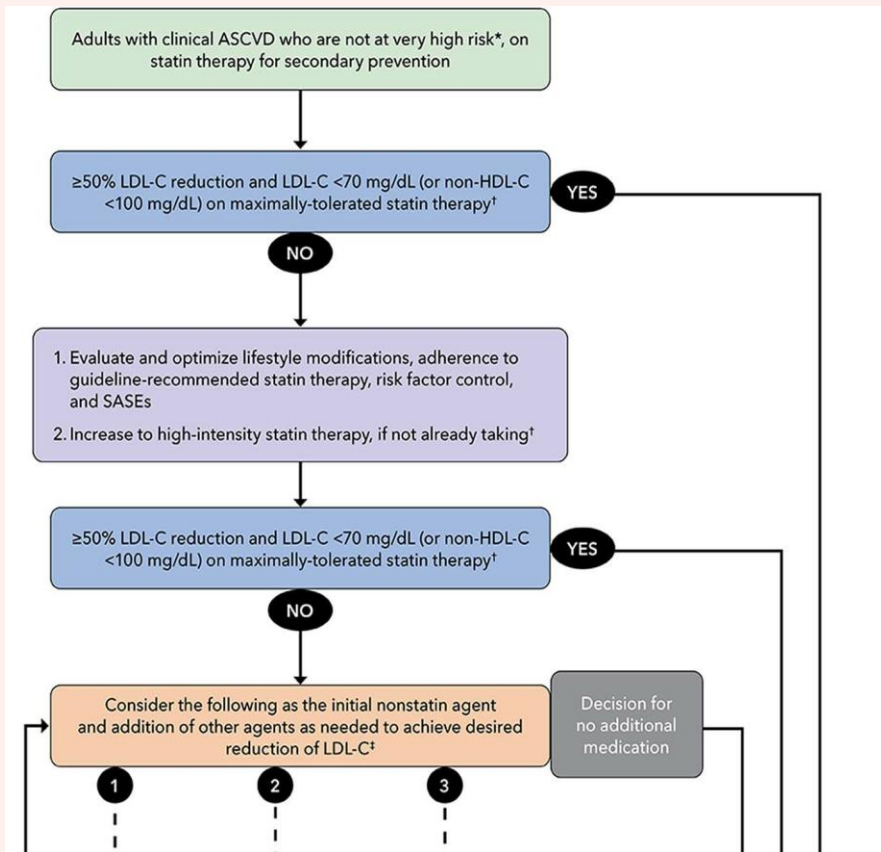 Adults with clinical ASCVD who are not at very high risk*, on
statin therapy for secondary prevention
≥50% LDL-C reduction and LDL-C <70 mg/dL (or non-HDL-C
<100 mg/dL) on maximally-tolerated statin therapy†
YES
NO
1. Evaluate and optimize lifestyle modifications, adherence to
guideline-recommended statin therapy, risk factor control,
and SASEs
2. Increase to high-intensity statin therapy, if not already taking†
≥50% LDL-C reduction and LDL-C <70 mg/dL (or non-HDL-C
<100 mg/dL) on maximally-tolerated statin therapy†
YES
NO
Consider the following as the initial nonstatin agent
and addition of other agents as needed to achieve desired
reduction of LDL-C‡
Decision for
no additional
medication
1
2
3